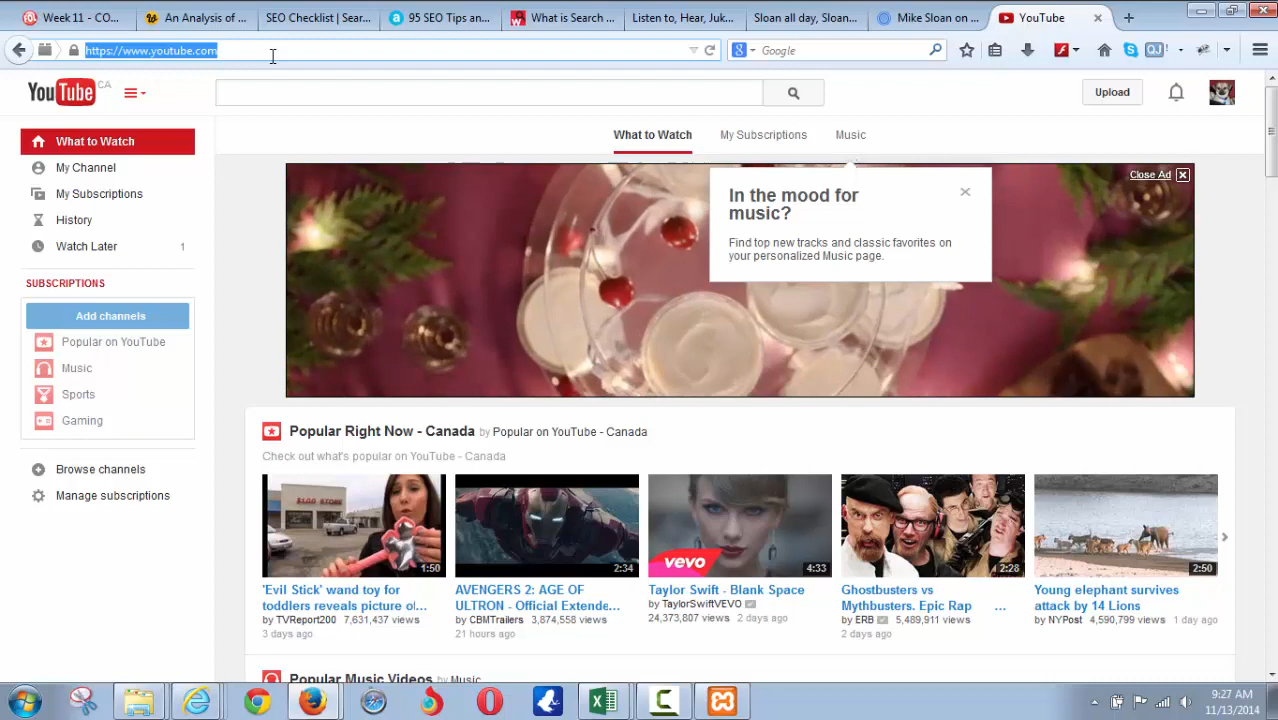 Week 11 - CO...
An Analysis of ...
SEO Checklist | Sear...
95 SEO Tips an...
What is Search ...
Listen to, Hear, Juk...
Sloan all day, Sloan...
Mike Sloan on ...
YouTube
https://www.youtube.com
Google
YouTube CA
Upload
What to Watch
My Subscriptions
Music
What to Watch
My Channel
My Subscriptions
History
Watch Later 1
SUBSCRIPTIONS
Add channels
Popular on YouTube
Music
Sports
Gaming
Browse channels
Manage subscriptions
Close Ad
In the mood for
music?
Find top new tracks and classic favorites on
your personalized Music page.
Popular Right Now - Canada by Popular on YouTube - Canada
Check out what's popular on YouTube - Canada
1:50
'Evil Stick' wand toy for
toddlers reveals picture o...
by TVReport200 7,631,437 views
3 days ago
2:34
AVENGERS 2: AGE OF
ULTRON - Official Extende...
by CBMTrailers 3,874,558 views
21 hours ago
vevo
4:33
Taylor Swift - Blank Space
by TaylorSwiftVEVO
24,373,807 views 2 days ago
2:28
Ghostbusters vs
Mythbusters. Epic Rap ...
by ERB 5,489,911 views
2 days ago
2:50
Young elephant survives
attack by 14 Lions
by NYPost 4,590,799 views 1 day ago
Popular Music Videos by Music
9:27 AM
11/13/2014